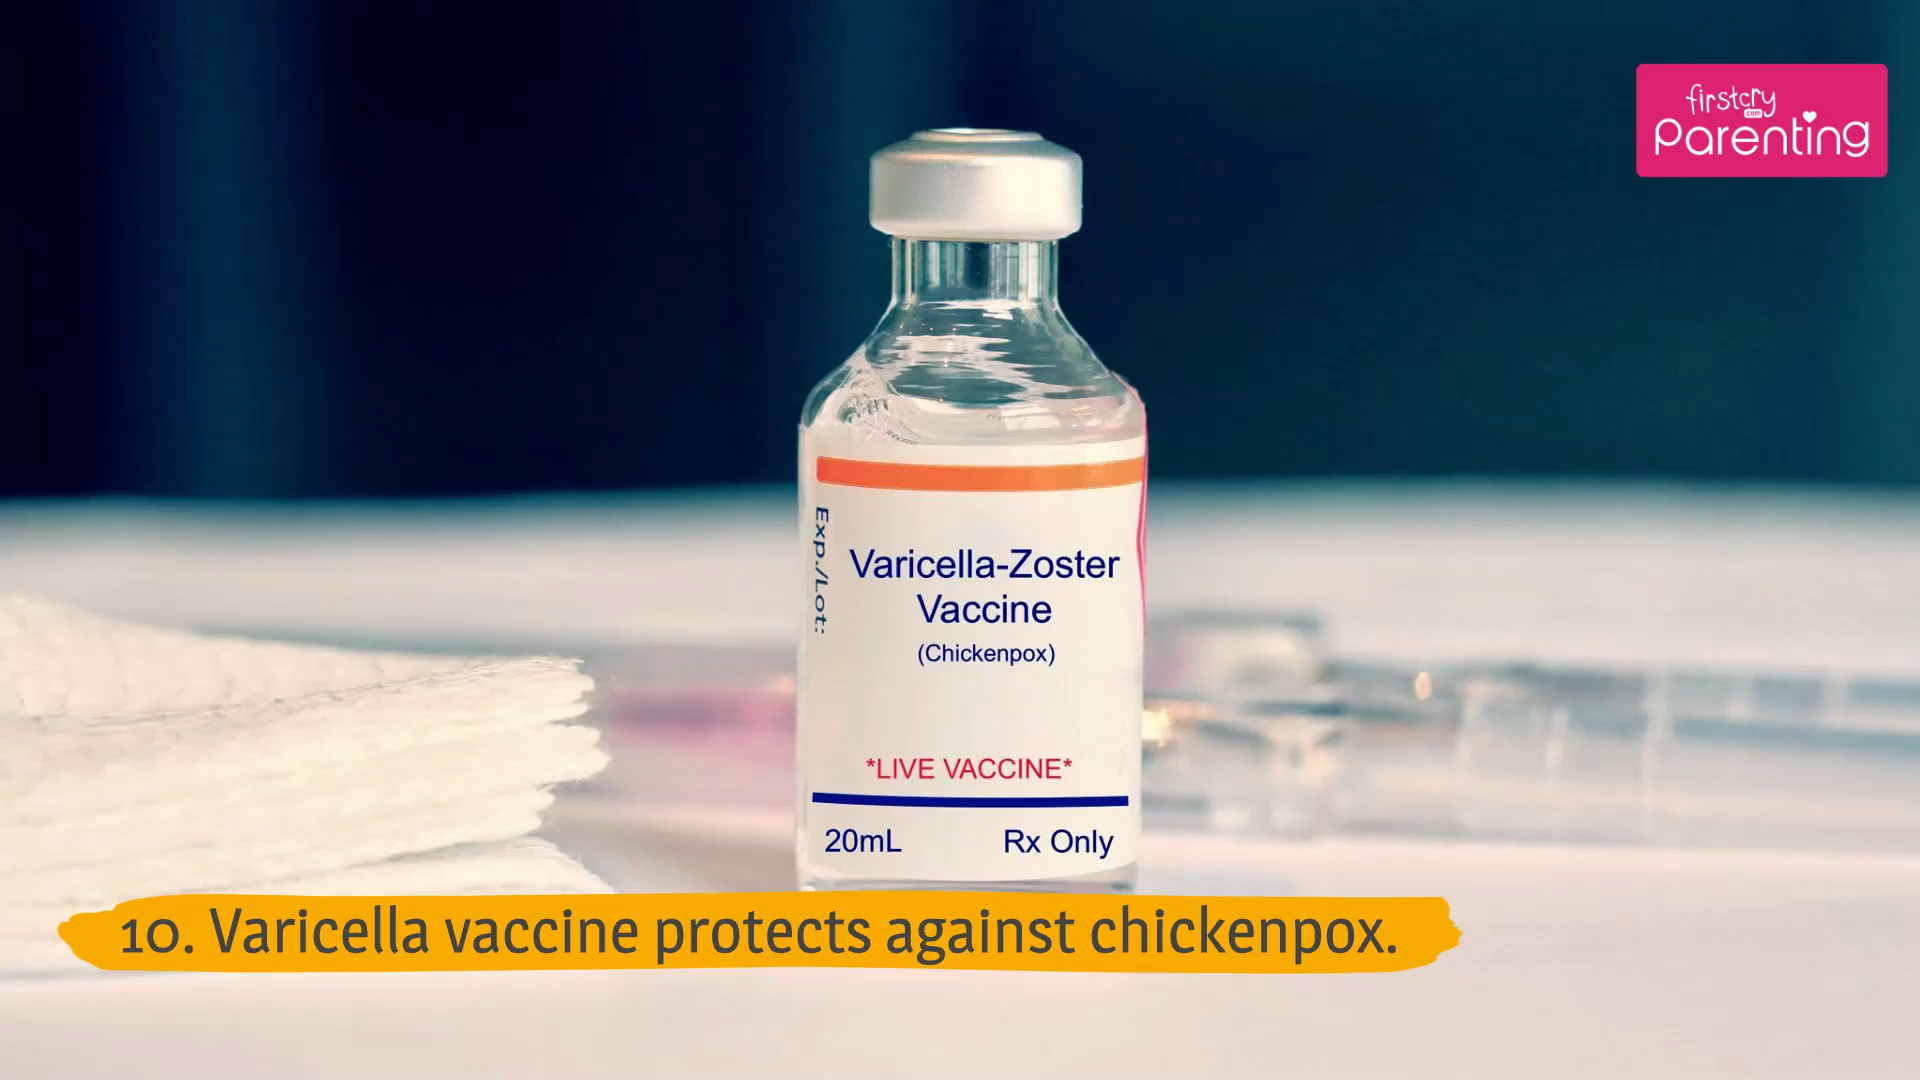 firstcry
.com
Parenting
Exp./Lot:
Varicella-Zoster
Vaccine
(Chickenpox)
*LIVE VACCINE*
20mL
Rx Only
10. Varicella vaccine protects against chickenpox.